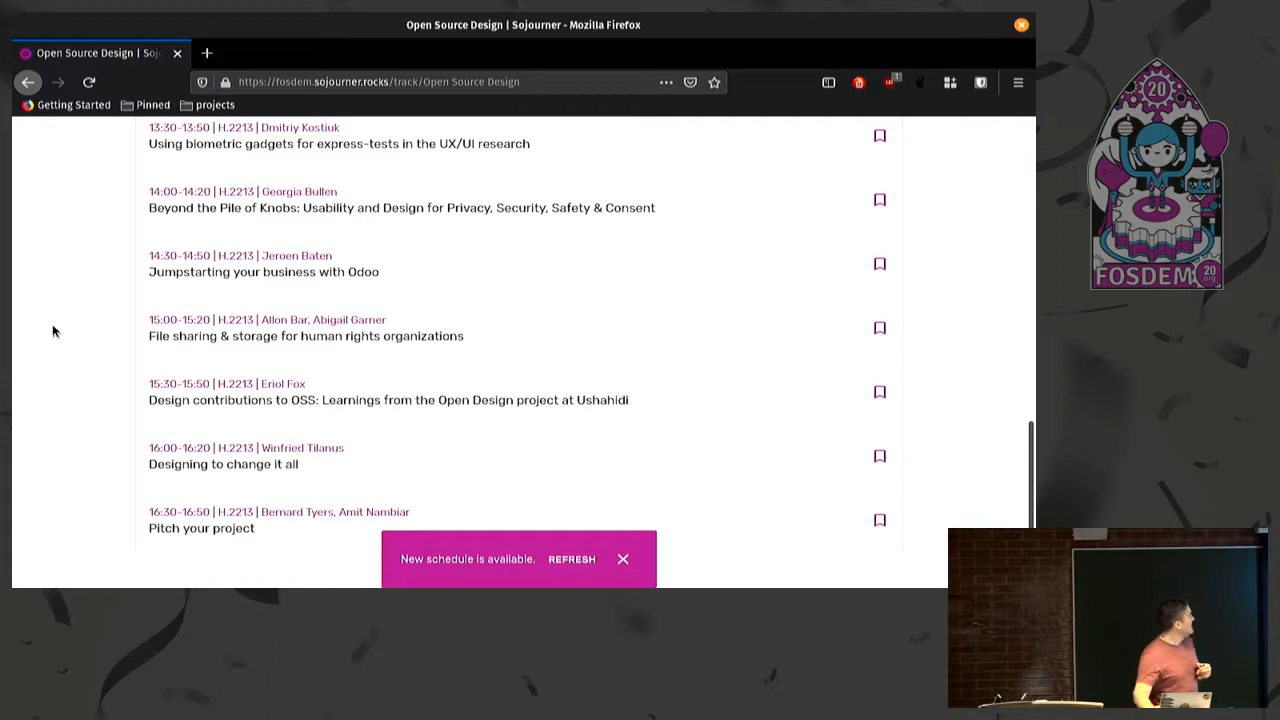 Open Source Design | Sojourner - Mozilla Firefox
Open Source Design | Soj
https://fosdem.sojourner.rocks/track/Open Source Design
1
Getting Started
Pinned
projects
13:30-13:50 | H.2213 | Dmitriy Kostiuk
Using biometric gadgets for express-tests in the UX/UI research
14:00-14:20 | H.2213 | Georgia Bullen
Beyond the Pile of Knobs: Usability and Design for Privacy, Security, Safety & Consent
14:30-14:50 | H.2213 | Jeroen Baten
Jumpstarting your business with Odoo
15:00-15:20 | H.2213 | Allon Bar, Abigail Garner
File sharing & storage for human rights organizations
15:30-15:50 | H.2213 | Eriol Fox
Design contributions to OSS: Learnings from the Open Design project at Ushahidi
16:00-16:20 | H.2213 | Winfried Tilanus
Designing to change it all
16:30-16:50 | H.2213 | Bernard Tyers, Amit Nambiar
Pitch your project
New schedule is available. REFRESH
20
FOSDEM
20
.org